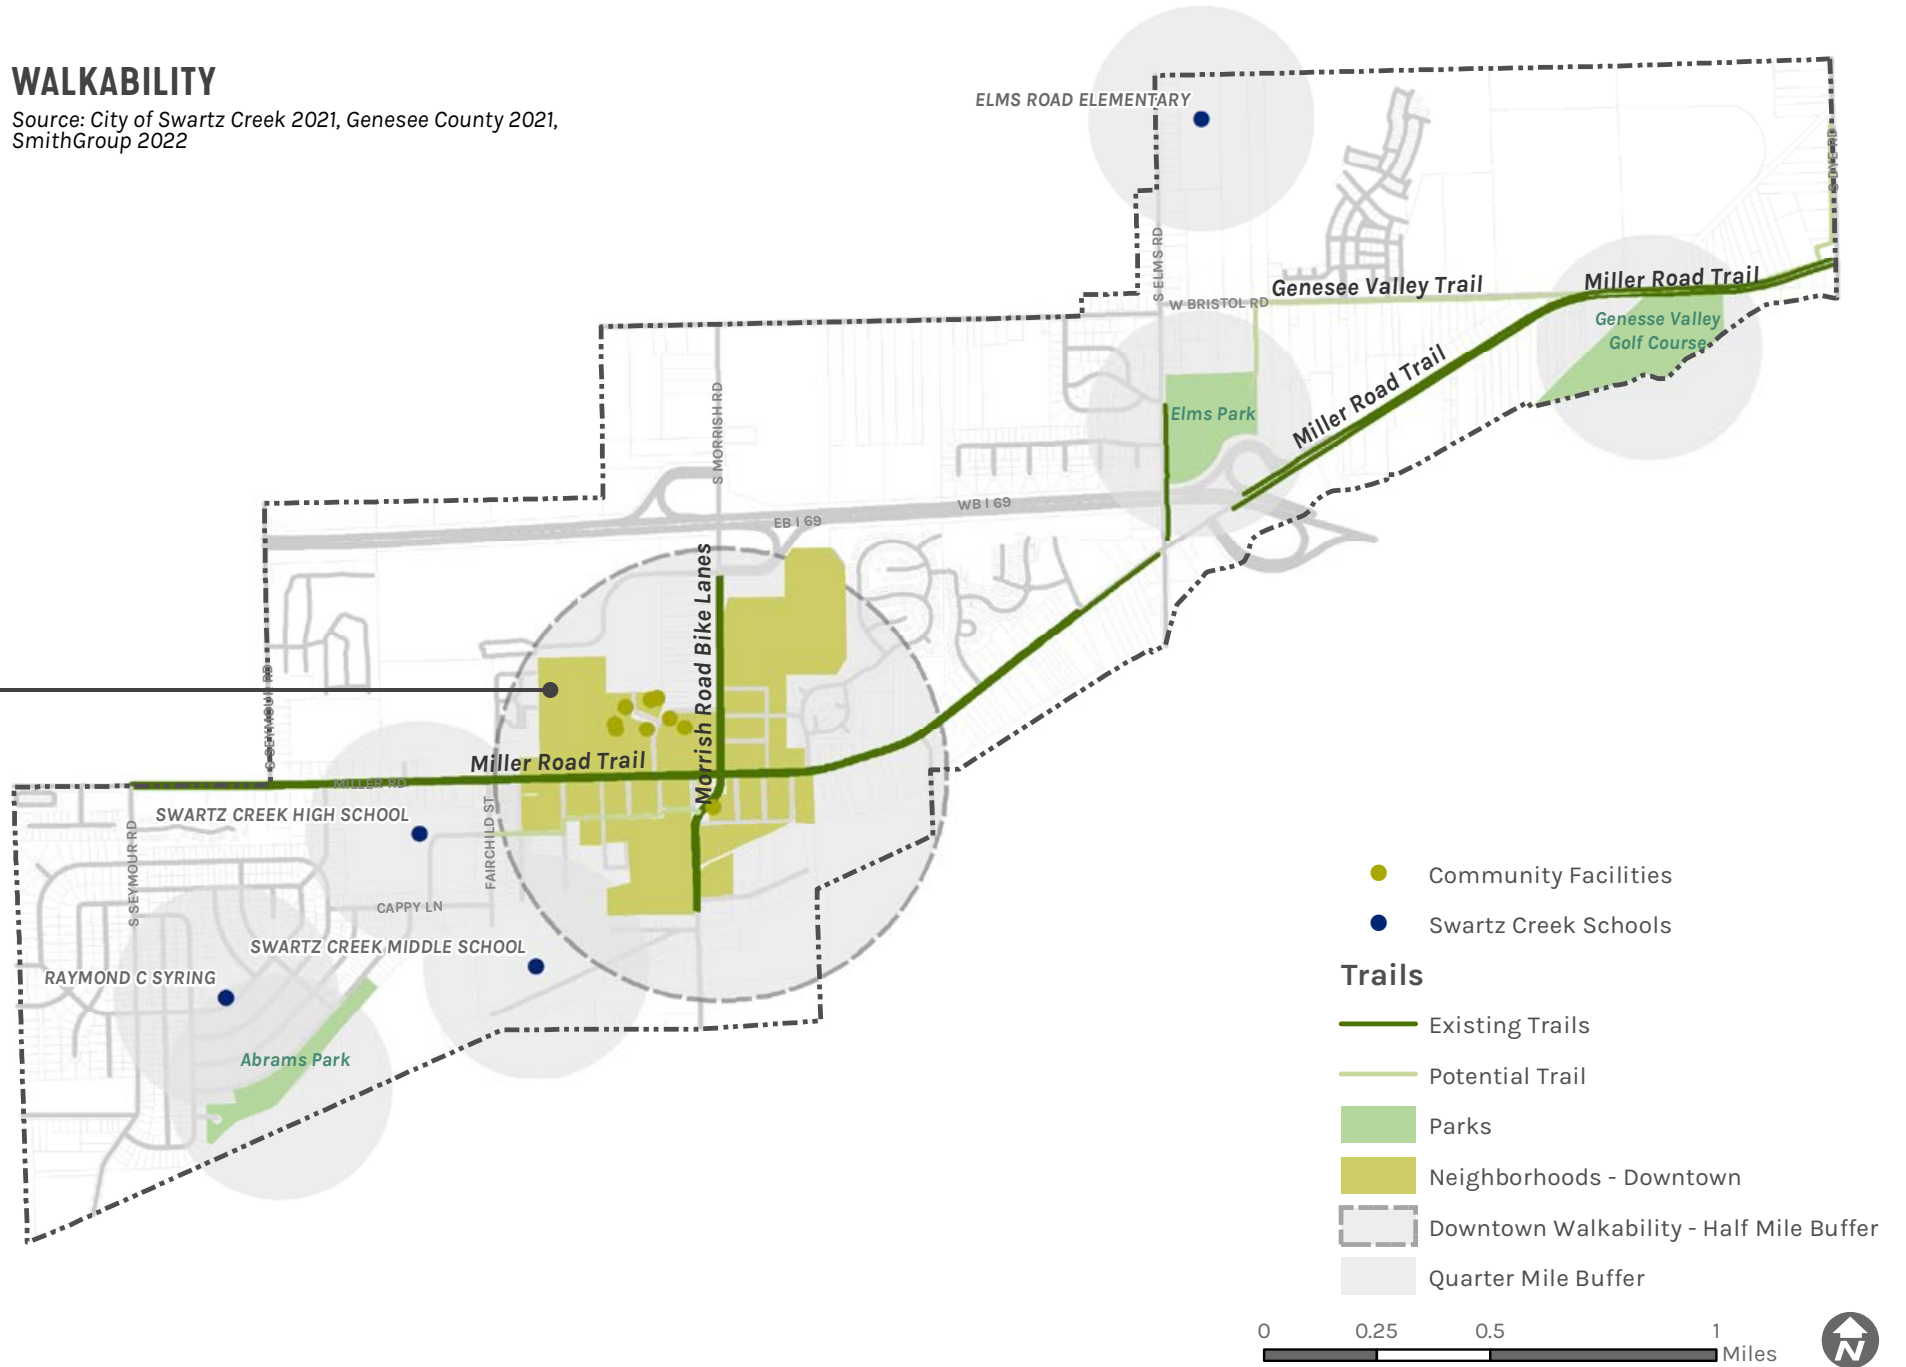 WALKABILITY
Source: City of Swartz Creek 2021, Genesee County 2021,
SmithGroup 2022
ELMS ROAD ELEMENTARY
S DYE RD
S ELMS RD
W BRISTOL RD
Genesee Valley Trail
Miller Road Trail
Genesse Valley
Golf Course
Miller Road Trail
Elms Park
S MORRISH RD
WB I 69
EB I 69
Morrish Road Bike Lanes
S SEYMOUR RD
Miller Road Trail
MILLER RD
SWARTZ CREEK HIGH SCHOOL
S SEYMOUR RD
FAIRCHILD ST
CAPPY LN
SWARTZ CREEK MIDDLE SCHOOL
RAYMOND C SYRING
Abrams Park
Community Facilities
Swartz Creek Schools
Trails
Existing Trails
Potential Trail
Parks
Neighborhoods - Downtown
Downtown Walkability - Half Mile Buffer
Quarter Mile Buffer
0 0.25 0.5 1
Miles
N